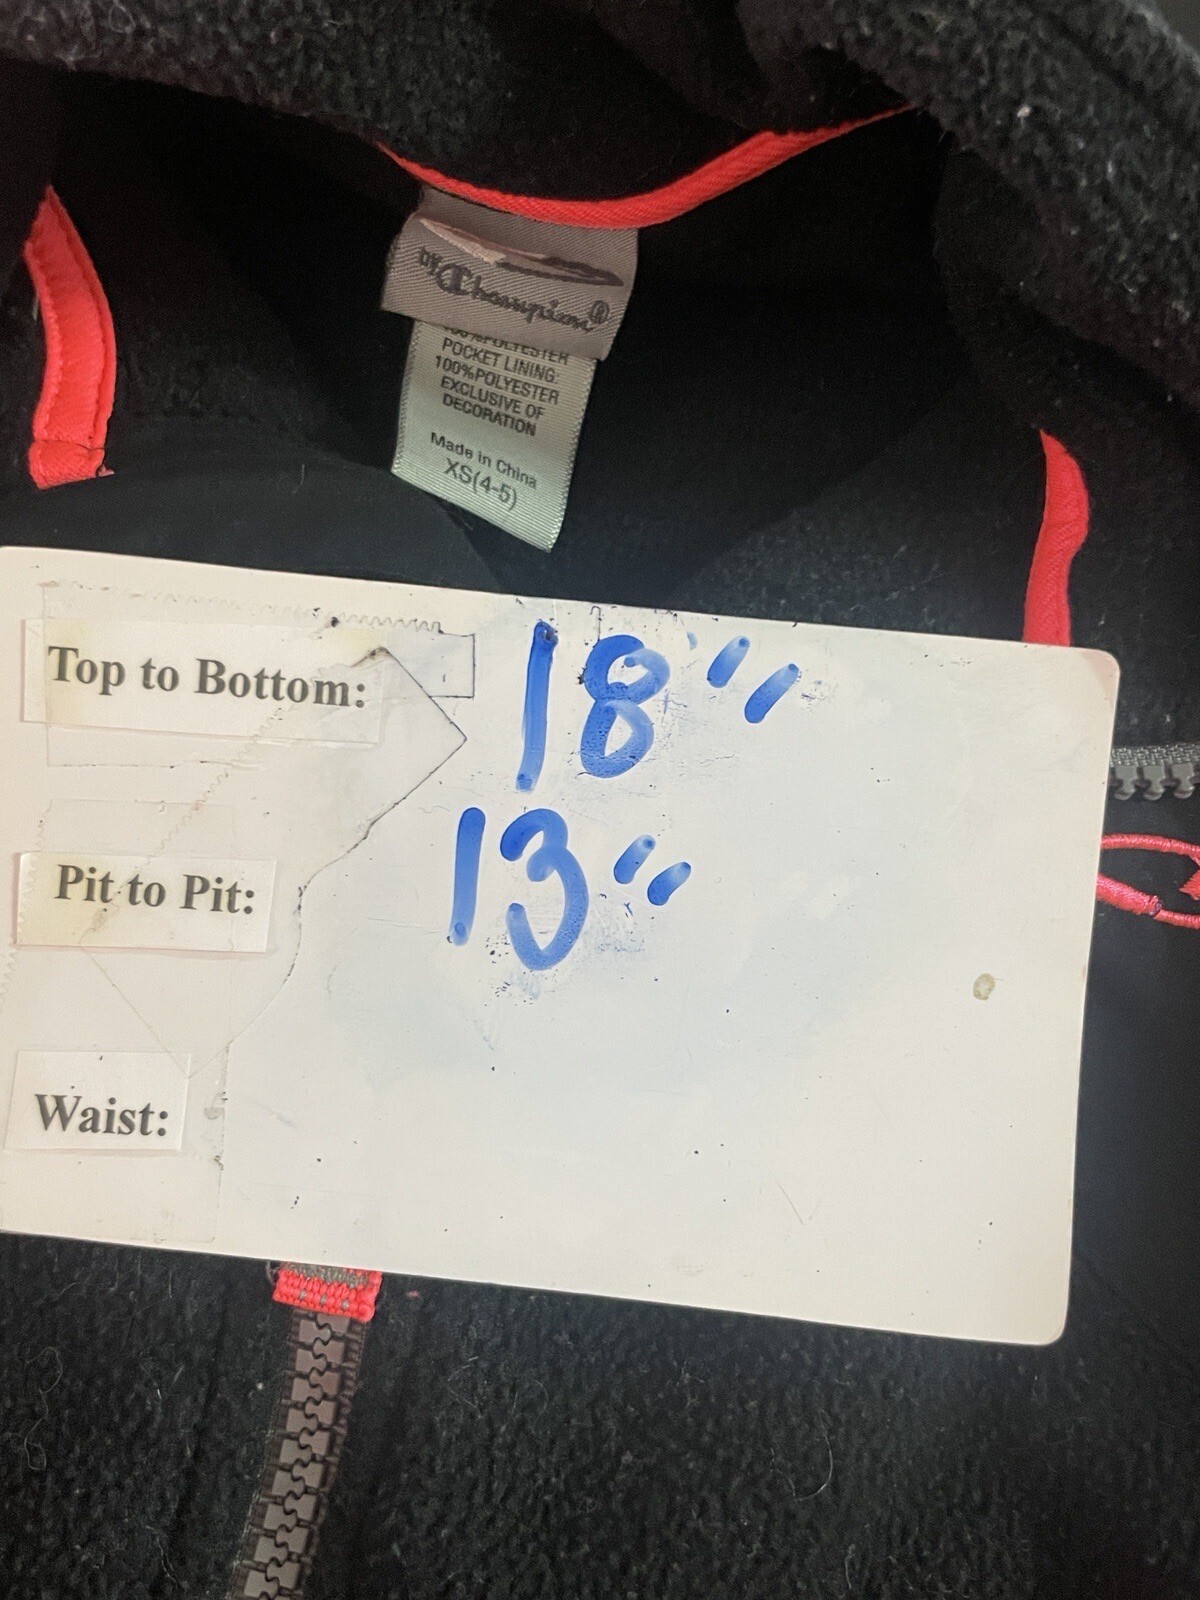 BY Champion®
100%POLYESTER
POCKET LINING:
100%POLYESTER
EXCLUSIVE OF
DECORATION
Made in China
XS(4-5)
Top to Bottom: 18"
Pit to Pit: 13"
Waist: